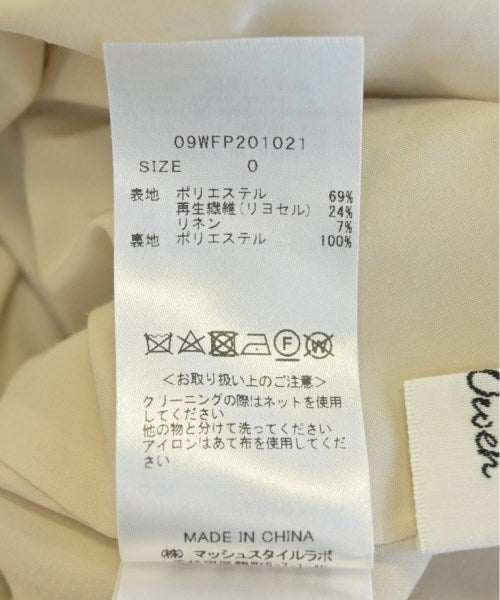 09WFP201021
SIZE 0
表地 ポリエステル 69%
再生繊維(リヨセル) 24%
リネン 7%
裏地 ポリエステル 100%
F W
<お取り扱い上のご注意>
クリーニングの際はネットを使用
してください
他の物と分けて洗ってください
アイロンはあて布を使用してくだ
さい
MADE IN CHINA
(株) マッシュスタイルラボ